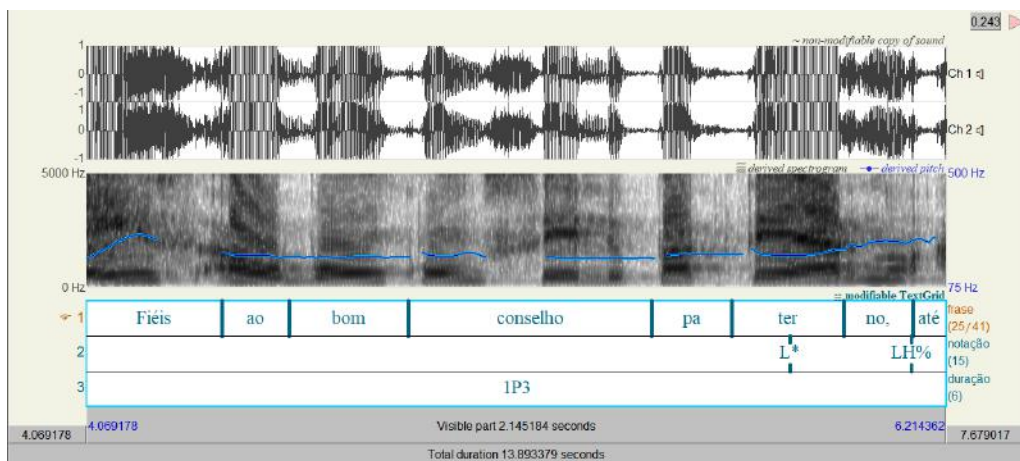 0.243
~ non-modifiable copy of sound
1
0
-1
1
0
-1
Ch 1
Ch 2
derived spectrogram derived pitch
5000 Hz
500 Hz
0 Hz
75 Hz
modifiable TextGrid
1 Fiéis ao bom conselho pa ter no, até frase (25/41)
2 L* LH% notação (15)
3 1P3 duração (6)
4.069178 4.069178 Visible part 2.145184 seconds 6.214362 7.679017
Total duration 13.893379 seconds